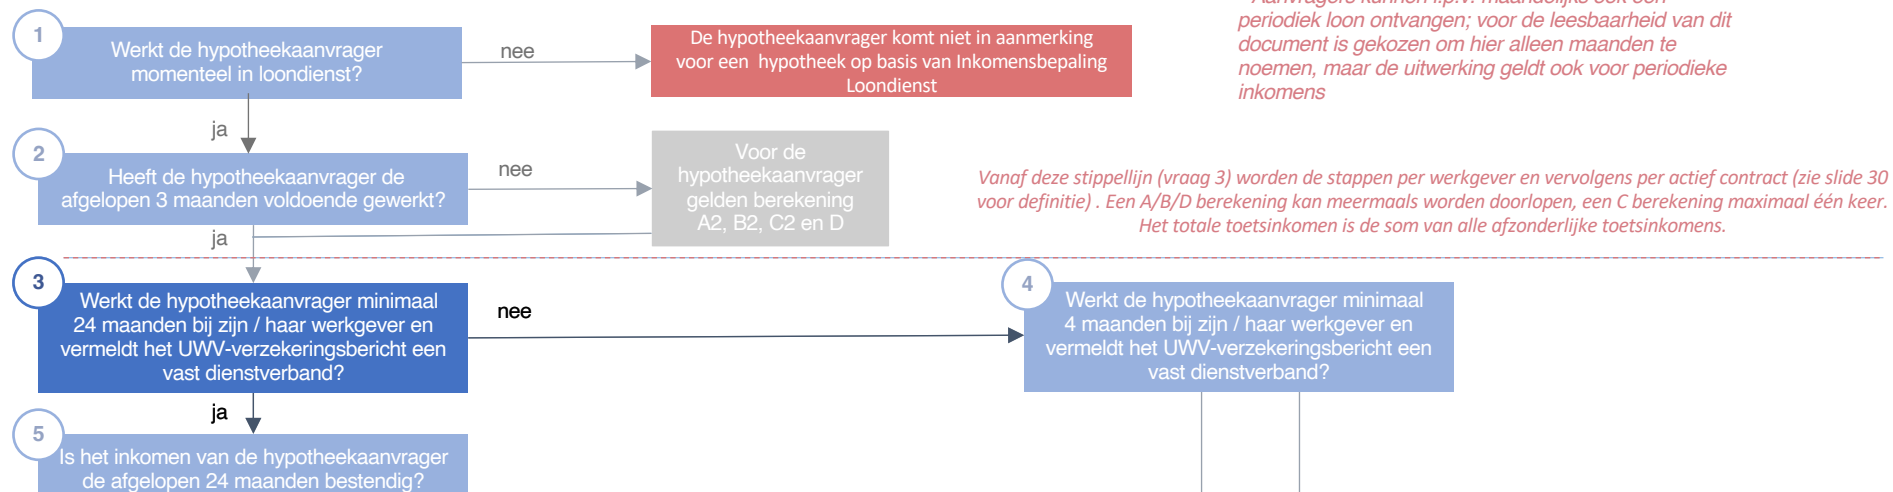 * Aanvragers kunnen i.p.v. maandelijks ook een
periodiek loon ontvangen; voor de leesbaarheid van dit
document is gekozen om hier alleen maanden te
noemen, maar de uitwerking geldt ook voor periodieke
inkomens
1
Werkt de hypotheekaanvrager
momenteel in loondienst?
nee
De hypotheekaanvrager komt niet in aanmerking
voor een hypotheek op basis van Inkomensbepaling
Loondienst
ja
2
Heeft de hypotheekaanvrager de
afgelopen 3 maanden voldoende gewerkt?
nee
Voor de
hypotheekaanvrager
gelden berekening
A2, B2, C2 en D
Vanaf deze stippellijn (vraag 3) worden de stappen per werkgever en vervolgens per actief contract (zie slide 30
voor definitie) . Een A/B/D berekening kan meermaals worden doorlopen, een C berekening maximaal één keer.
Het totale toetsinkomen is de som van alle afzonderlijke toetsinkomens.
ja
3
Werkt de hypotheekaanvrager minimaal
24 maanden bij zijn / haar werkgever en
vermeldt het UWV-verzekeringsbericht een
vast dienstverband?
nee
4
Werkt de hypotheekaanvrager minimaal
4 maanden bij zijn / haar werkgever en
vermeldt het UWV-verzekeringsbericht een
vast dienstverband?
ja
5
Is het inkomen van de hypotheekaanvrager
de afgelopen 24 maanden bestendig?